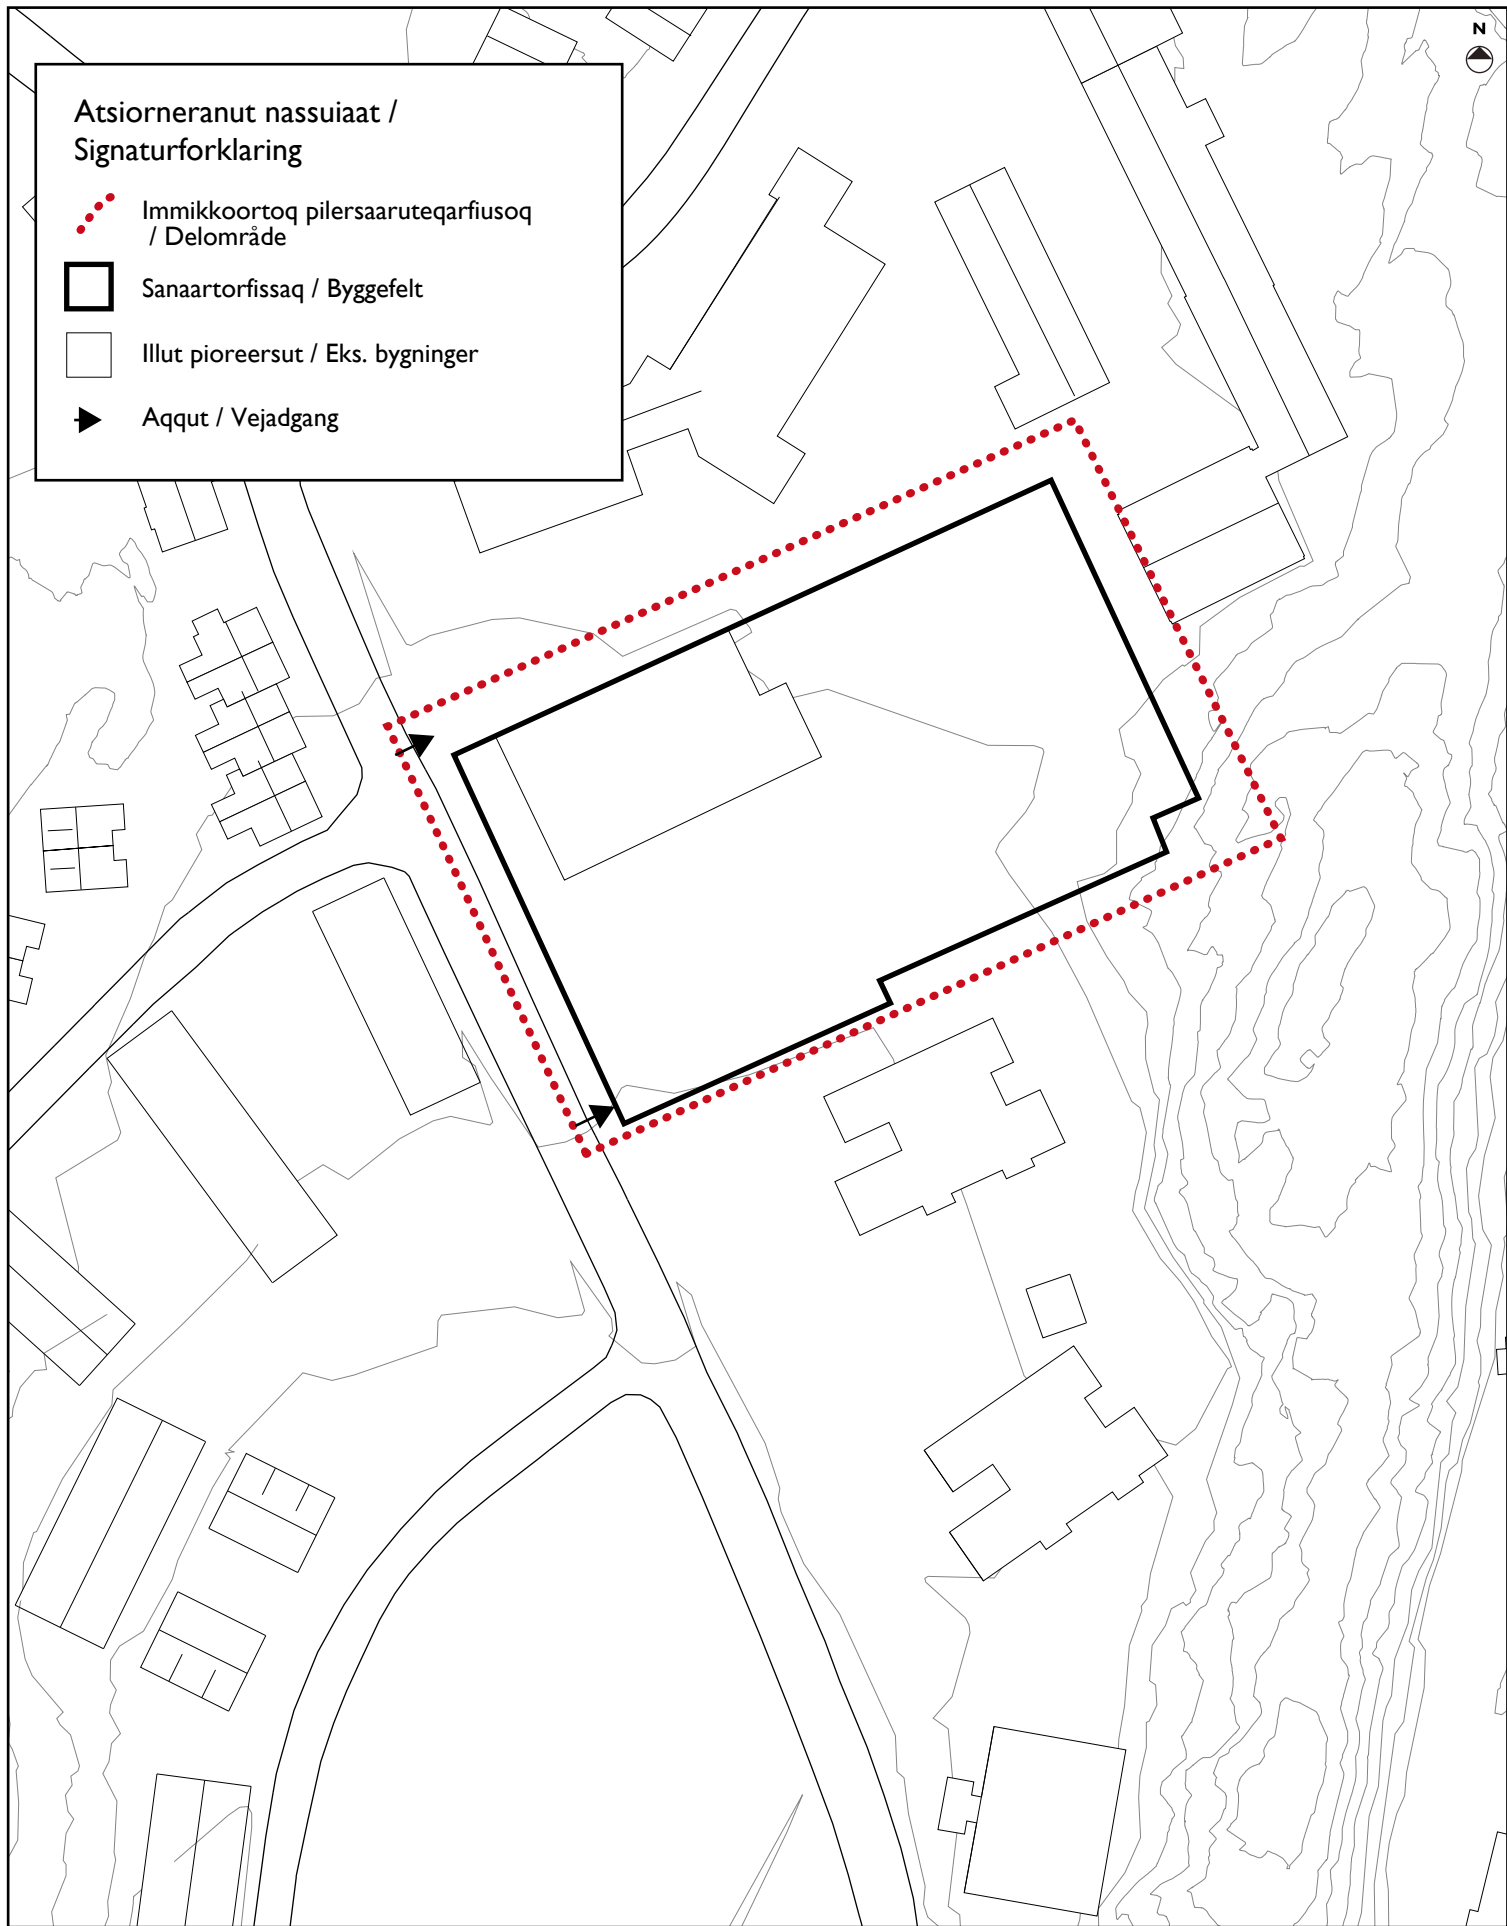 N
Atsiorneranut nassuiaat /
Signaturforklaring
Immikkoortoq pilersaaruteqarfiusoq
/ Delområde
Sanaartorfissaq / Byggefelt
Illut pioreersut / Eks. bygninger
Aqqut / Vejadgang